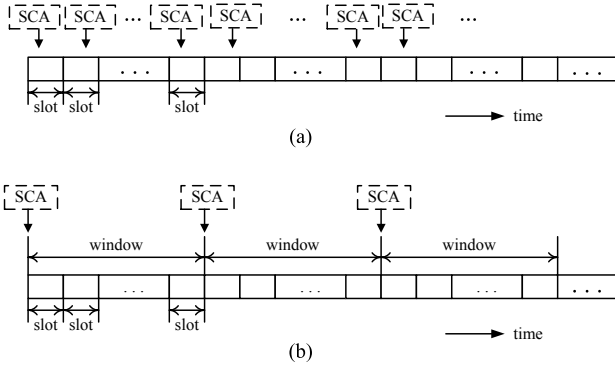 SCA SCA ... SCA SCA ... SCA SCA ...
... ... ... ...
slot slot slot
time
(a)
SCA SCA SCA
window window window
... ... ... ...
slot slot slot
time
(b)